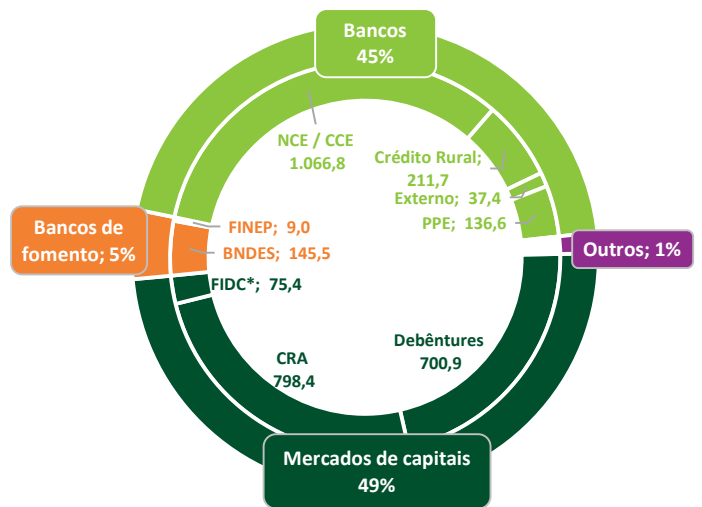 Bancos
45%
NCE / CCE
1.066,8
Crédito Rural;
211,7
Externo; 37,4
PPE; 136,6
FINEP; 9,0
Bancos de
fomento; 5%
BNDES; 145,5
Outros; 1%
FIDC*; 75,4
Debêntures
700,9
CRA
798,4
Mercados de capitais
49%